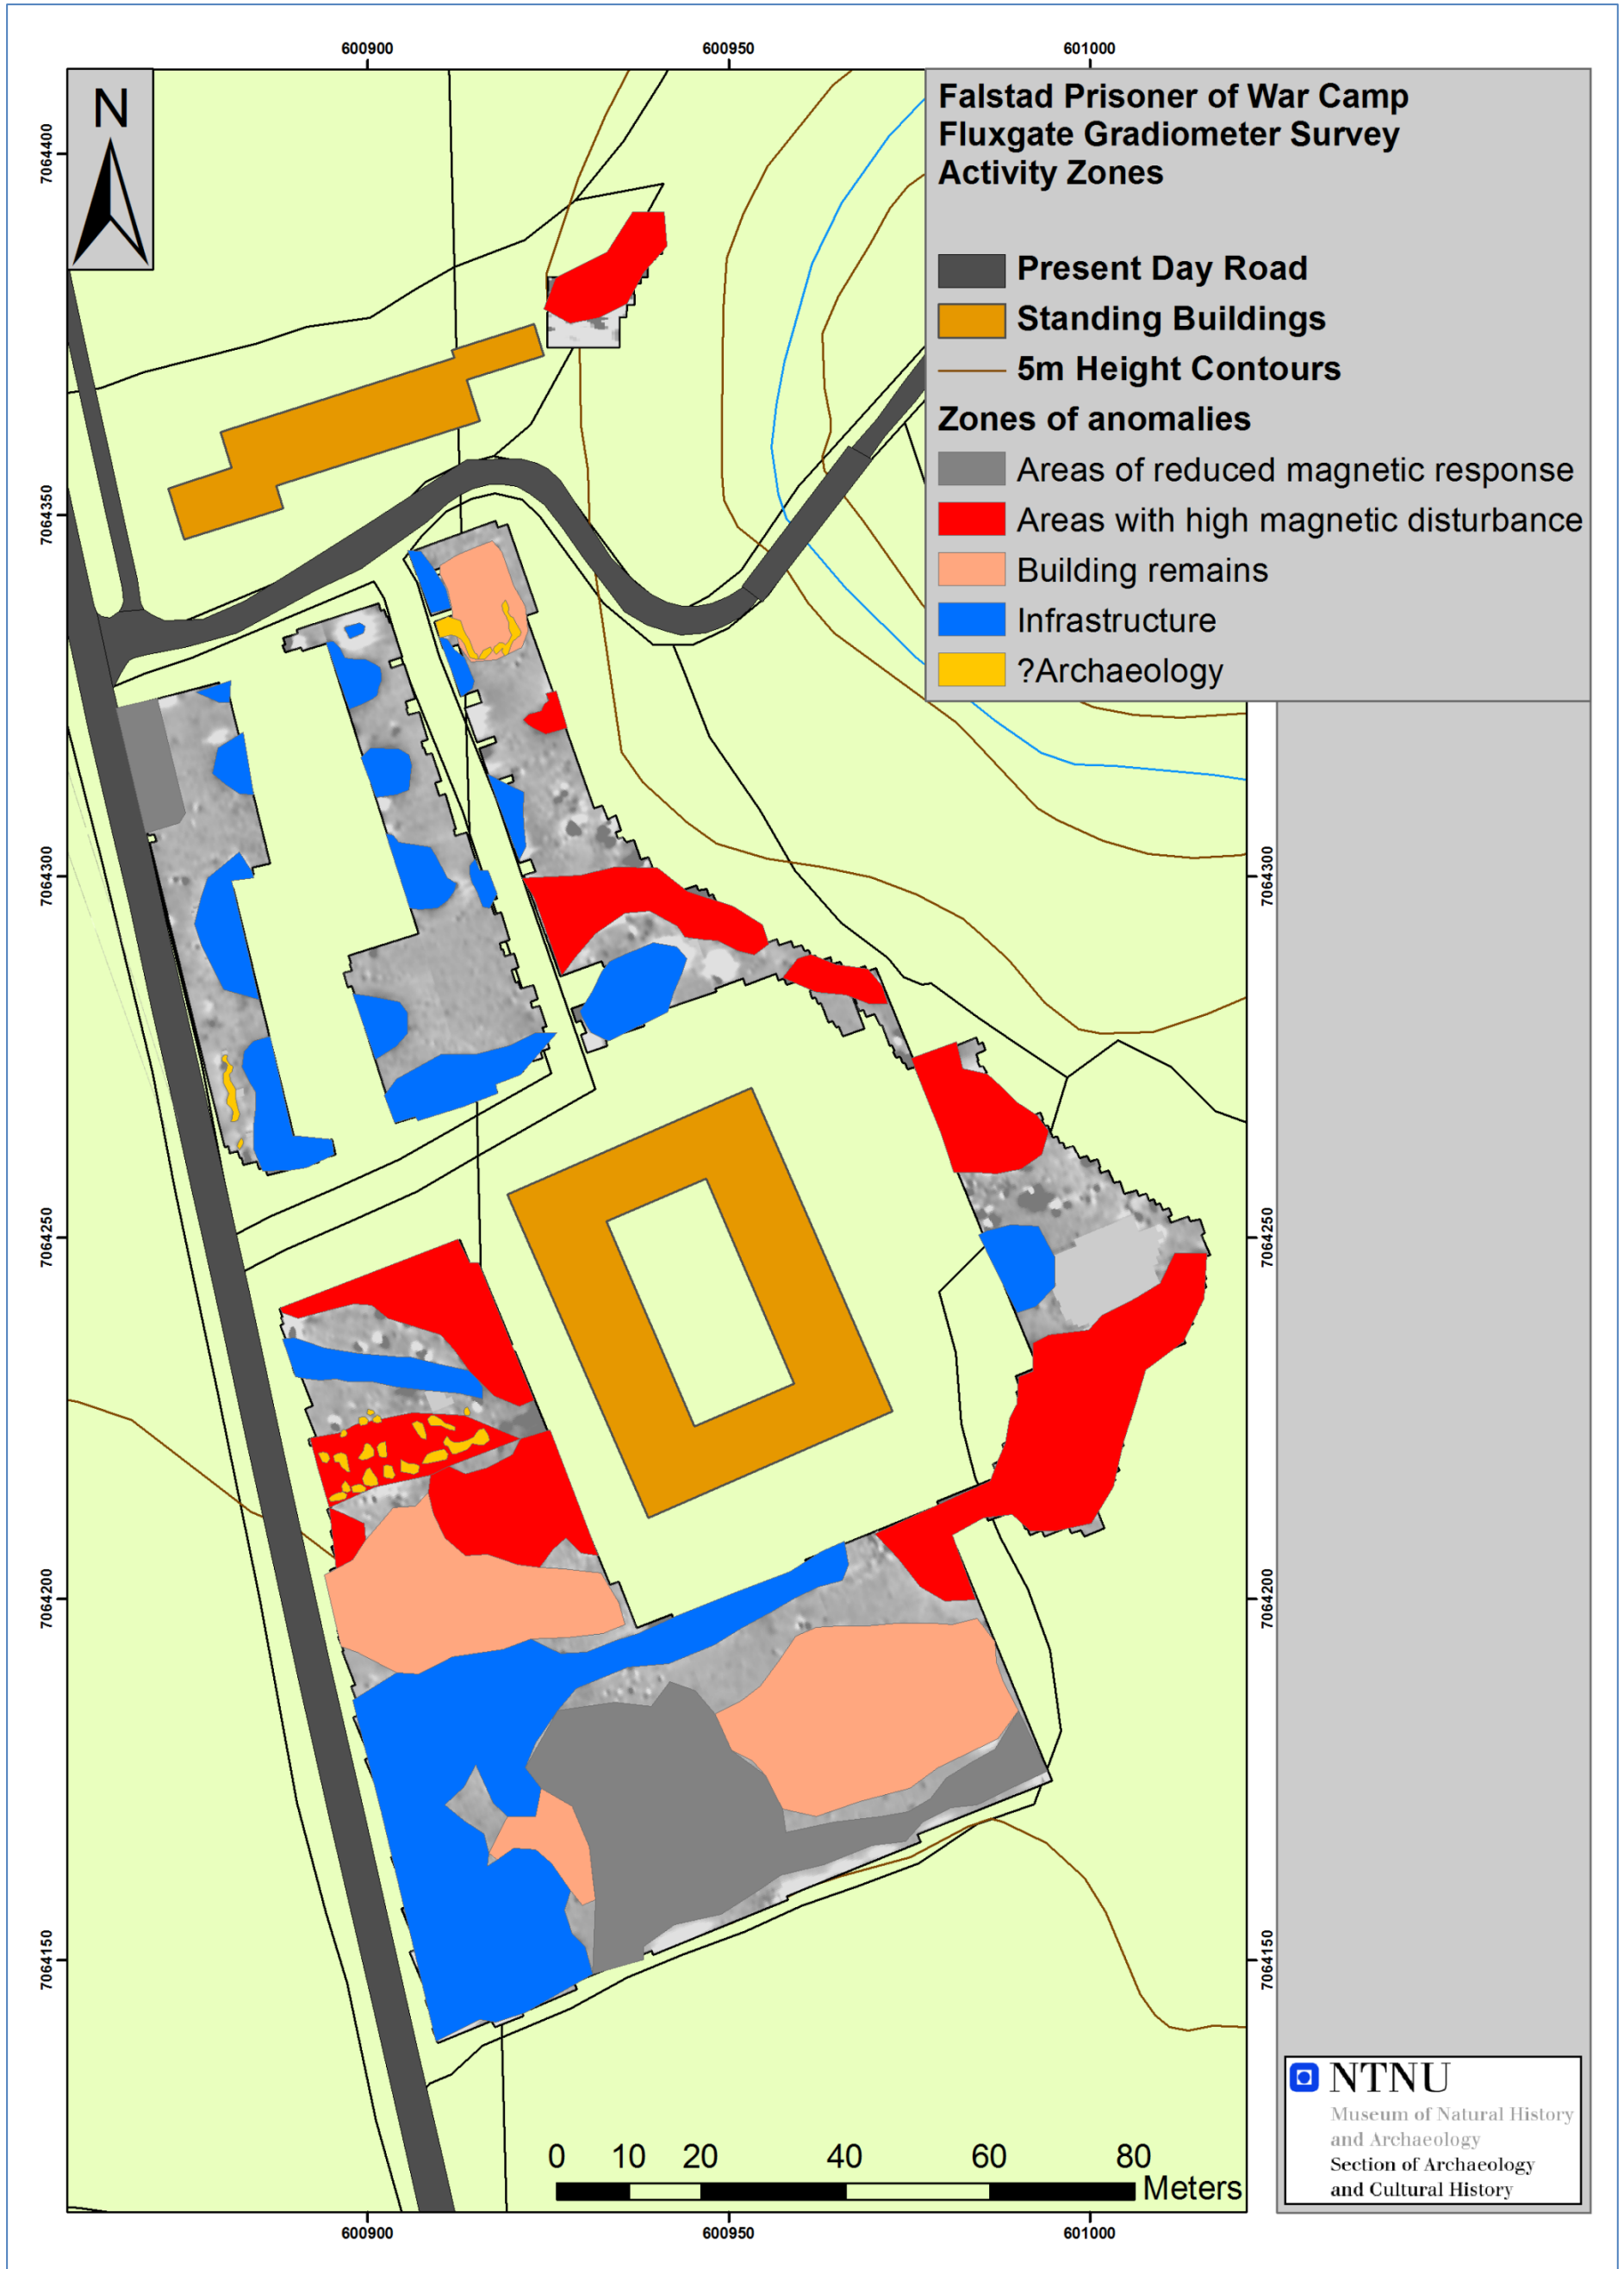 600900
600950
601000
N
Falstad Prisoner of War Camp
Fluxgate Gradiometer Survey
Activity Zones
Present Day Road
Standing Buildings
5m Height Contours
Zones of anomalies
Areas of reduced magnetic response
Areas with high magnetic disturbance
Building remains
Infrastructure
?Archaeology
7064400
7064350
7064300
7064250
7064200
7064150
7064300
7064250
7064200
7064150
0 10 20 40 60 80
Meters
600900
600950
601000
NTNU
Museum of Natural History
and Archaeology
Section of Archaeology
and Cultural History